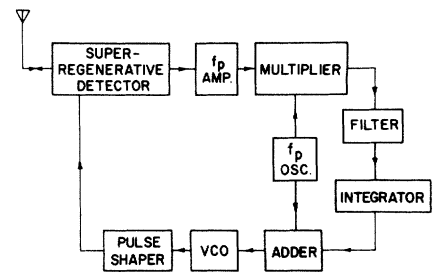 SUPER-
REGENERATIVE
DETECTOR
fp
AMP.
MULTIPLIER
FILTER
fp
OSC.
INTEGRATOR
PULSE
SHAPER
VCO
ADDER